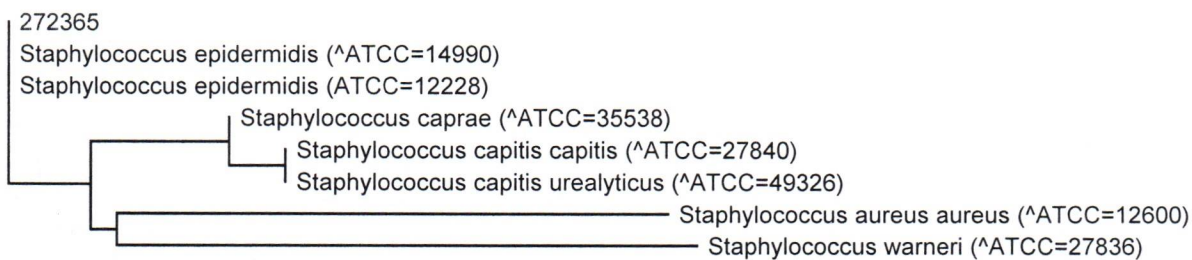 272365
Staphylococcus epidermidis (^ATCC=14990)
Staphylococcus epidermidis (ATCC=12228)
Staphylococcus caprae (^ATCC=35538)
Staphylococcus capitis capitis (^ATCC=27840)
Staphylococcus capitis urealyticus (^ATCC=49326)
Staphylococcus aureus aureus (^ATCC=12600)
Staphylococcus warneri (^ATCC=27836)